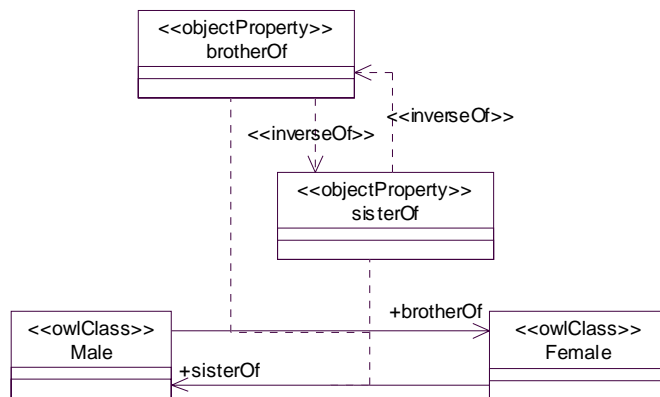 <<objectProperty>>
brotherOf
<<inverseOf>>
<<inverseOf>>
<<objectProperty>>
sisterOf
+brotherOf
<<owlClass>>
Male
<<owlClass>>
Female
+sisterOf